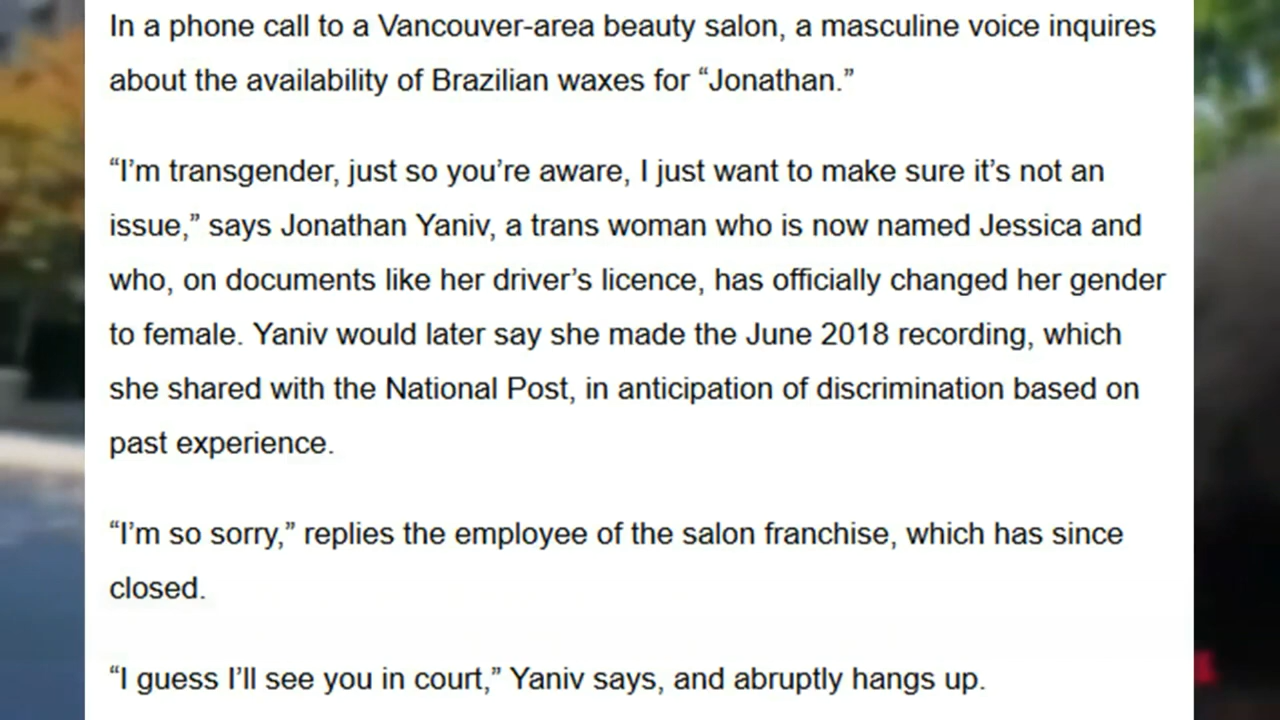 In a phone call to a Vancouver-area beauty salon, a masculine voice inquires
about the availability of Brazilian waxes for “Jonathan.”
“I’m transgender, just so you’re aware, I just want to make sure it’s not an
issue,” says Jonathan Yaniv, a trans woman who is now named Jessica and
who, on documents like her driver’s licence, has officially changed her gender
to female. Yaniv would later say she made the June 2018 recording, which
she shared with the National Post, in anticipation of discrimination based on
past experience.
“I’m so sorry,” replies the employee of the salon franchise, which has since
closed.
“I guess I’ll see you in court,” Yaniv says, and abruptly hangs up.